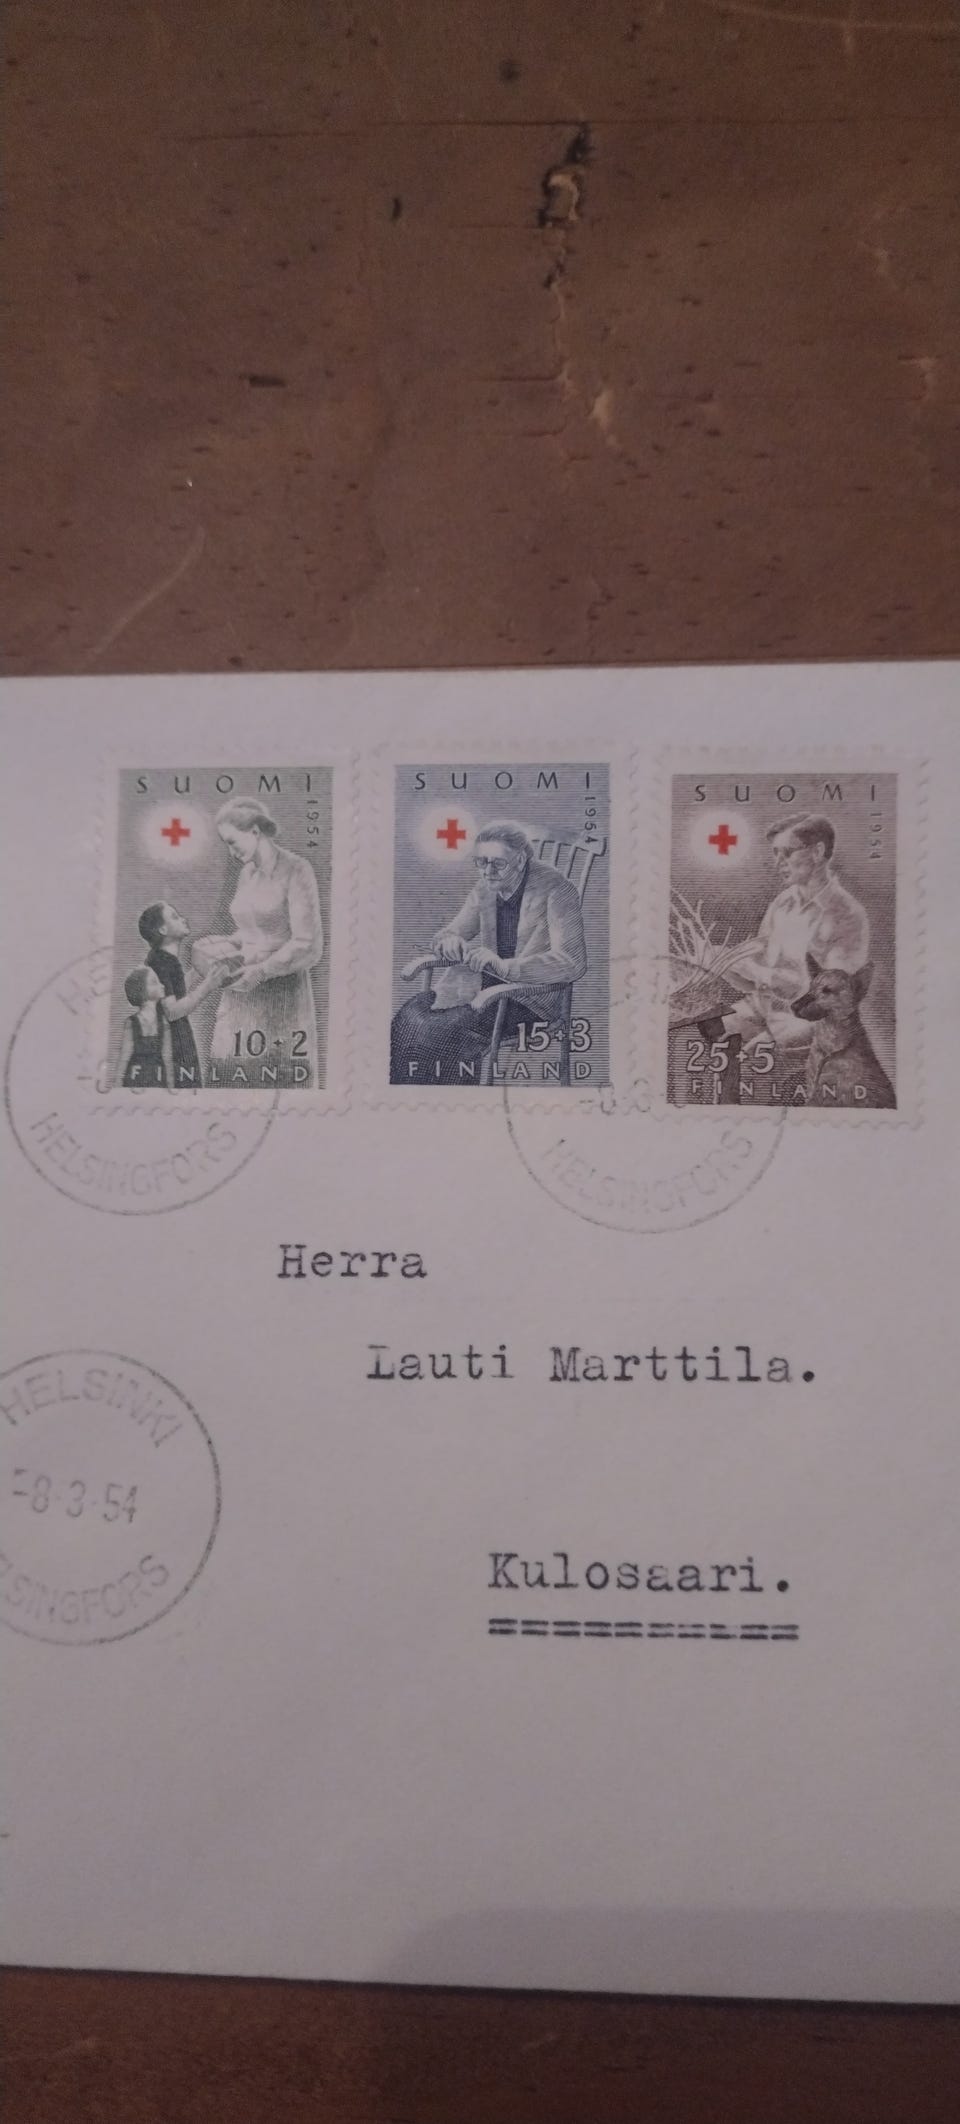 SUOMI
1954
10+2
FINLAND
SUOMI
1954
15+3
FINLAND
SUOMI
1954
25+5
FINLAND
HELSINGFORS
HELSINGFORS
Herra
Lauti Marttila.
HELSINKI
-8·3·54
HELSINGFORS
Kulosaari.
==========